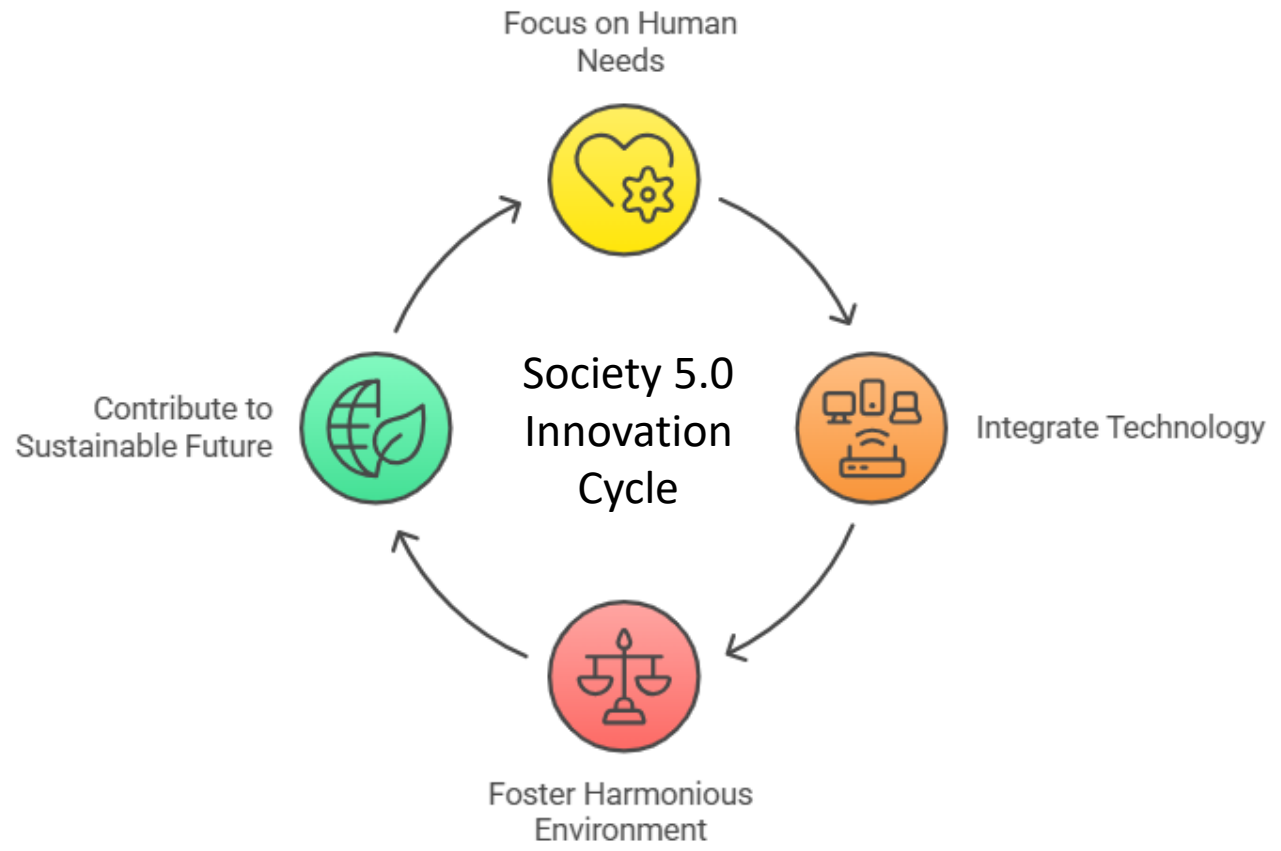 Focus on Human
Needs
Contribute to
Sustainable Future
Society 5.0
Innovation
Cycle
Integrate Technology
Foster Harmonious
Environment